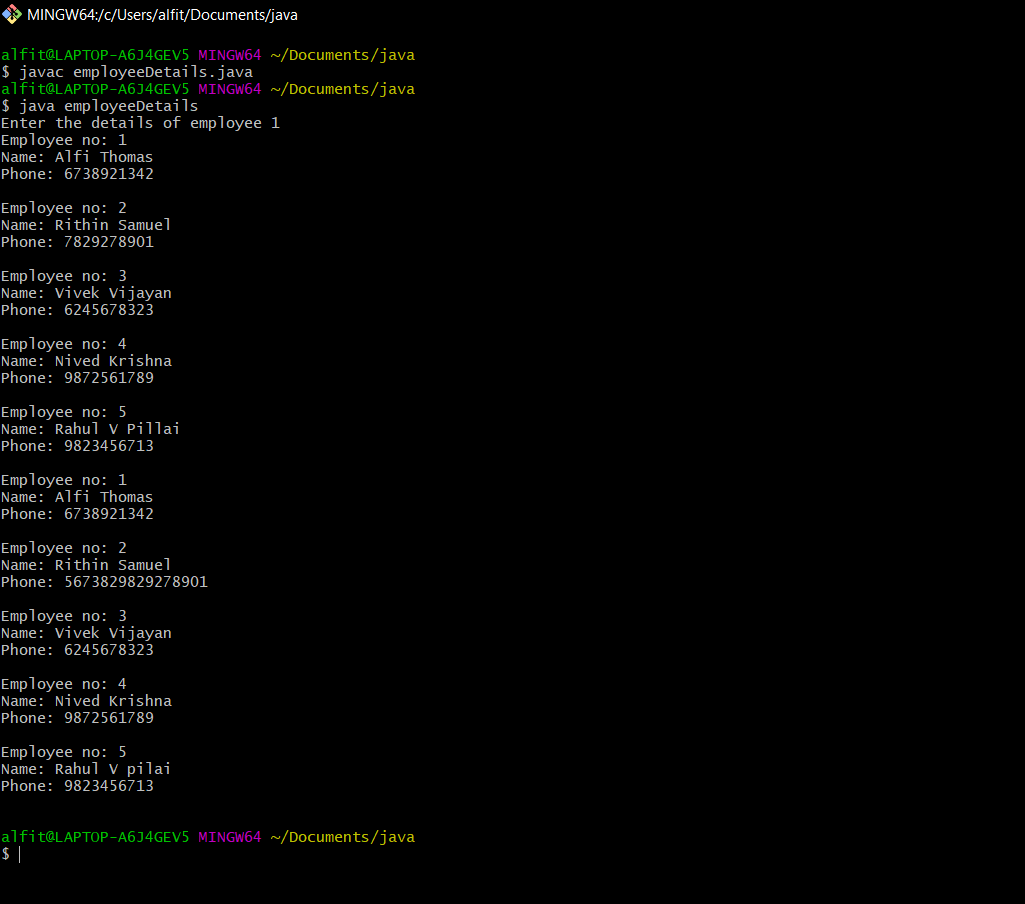 MINGW64:/c/Users/alfit/Documents/java
alfit@LAPTOP-A6J4GEV5 MINGW64 ~/Documents/java
$ javac employeeDetails.java
alfit@LAPTOP-A6J4GEV5 MINGW64 ~/Documents/java
$ java employeeDetails
Enter the details of employee 1
Employee no: 1
Name: Alfi Thomas
Phone: 6738921342
Employee no: 2
Name: Rithin Samuel
Phone: 7829278901
Employee no: 3
Name: Vivek Vijayan
Phone: 6245678323
Employee no: 4
Name: Nived Krishna
Phone: 9872561789
Employee no: 5
Name: Rahul V Pillai
Phone: 9823456713
Employee no: 1
Name: Alfi Thomas
Phone: 6738921342
Employee no: 2
Name: Rithin Samuel
Phone: 5673829829278901
Employee no: 3
Name: Vivek Vijayan
Phone: 6245678323
Employee no: 4
Name: Nived Krishna
Phone: 9872561789
Employee no: 5
Name: Rahul V pilai
Phone: 9823456713
alfit@LAPTOP-A6J4GEV5 MINGW64 ~/Documents/java
$